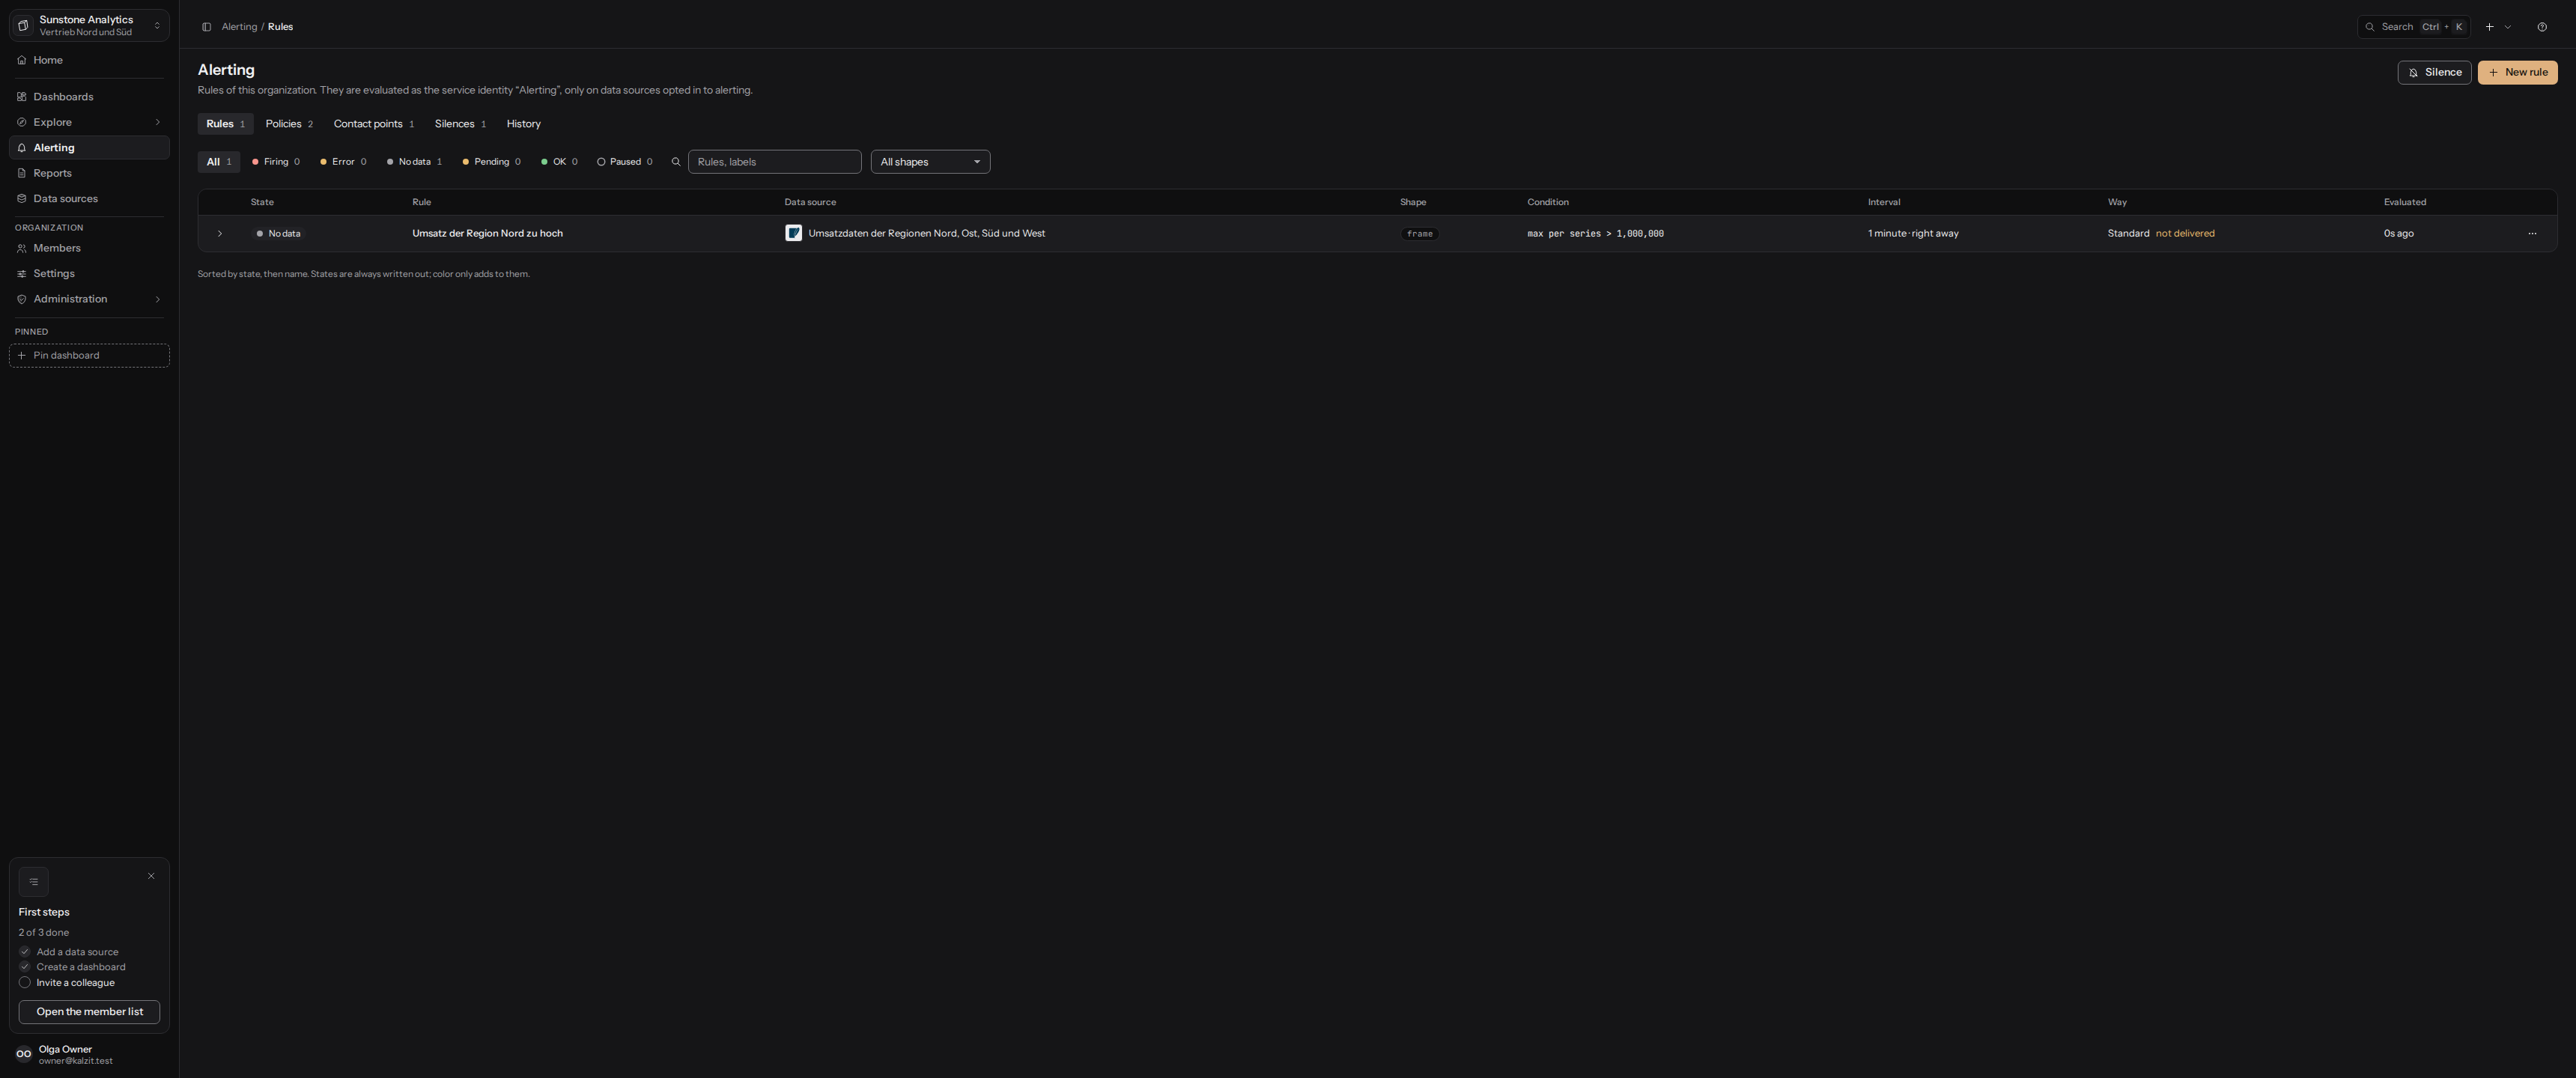 Sunstone Analytics
Vertrieb Nord und Süd
Home
Dashboards
Explore
Alerting
Reports
Data sources
ORGANIZATION
Members
Settings
Administration
PINNED
Pin dashboard
First steps
2 of 3 done
Add a data source
Create a dashboard
Invite a colleague
Open the member list
OO Olga Owner
owner@kalzit.test
Alerting / Rules
Search Ctrl + K
Alerting
Rules of this organization. They are evaluated as the service identity “Alerting”, only on data sources opted in to alerting.
Silence
New rule
Rules 1 Policies 2 Contact points 1 Silences 1 History
All 1 Firing 0 Error 0 No data 1 Pending 0 OK 0 Paused 0 Rules, labels All shapes
State Rule Data source Shape Condition Interval Way Evaluated
No data Umsatz der Region Nord zu hoch Umsatzdaten der Regionen Nord, Ost, Süd und West frame max per series > 1,000,000 1 minute · right away Standard not delivered 0s ago
Sorted by state, then name. States are always written out; color only adds to them.